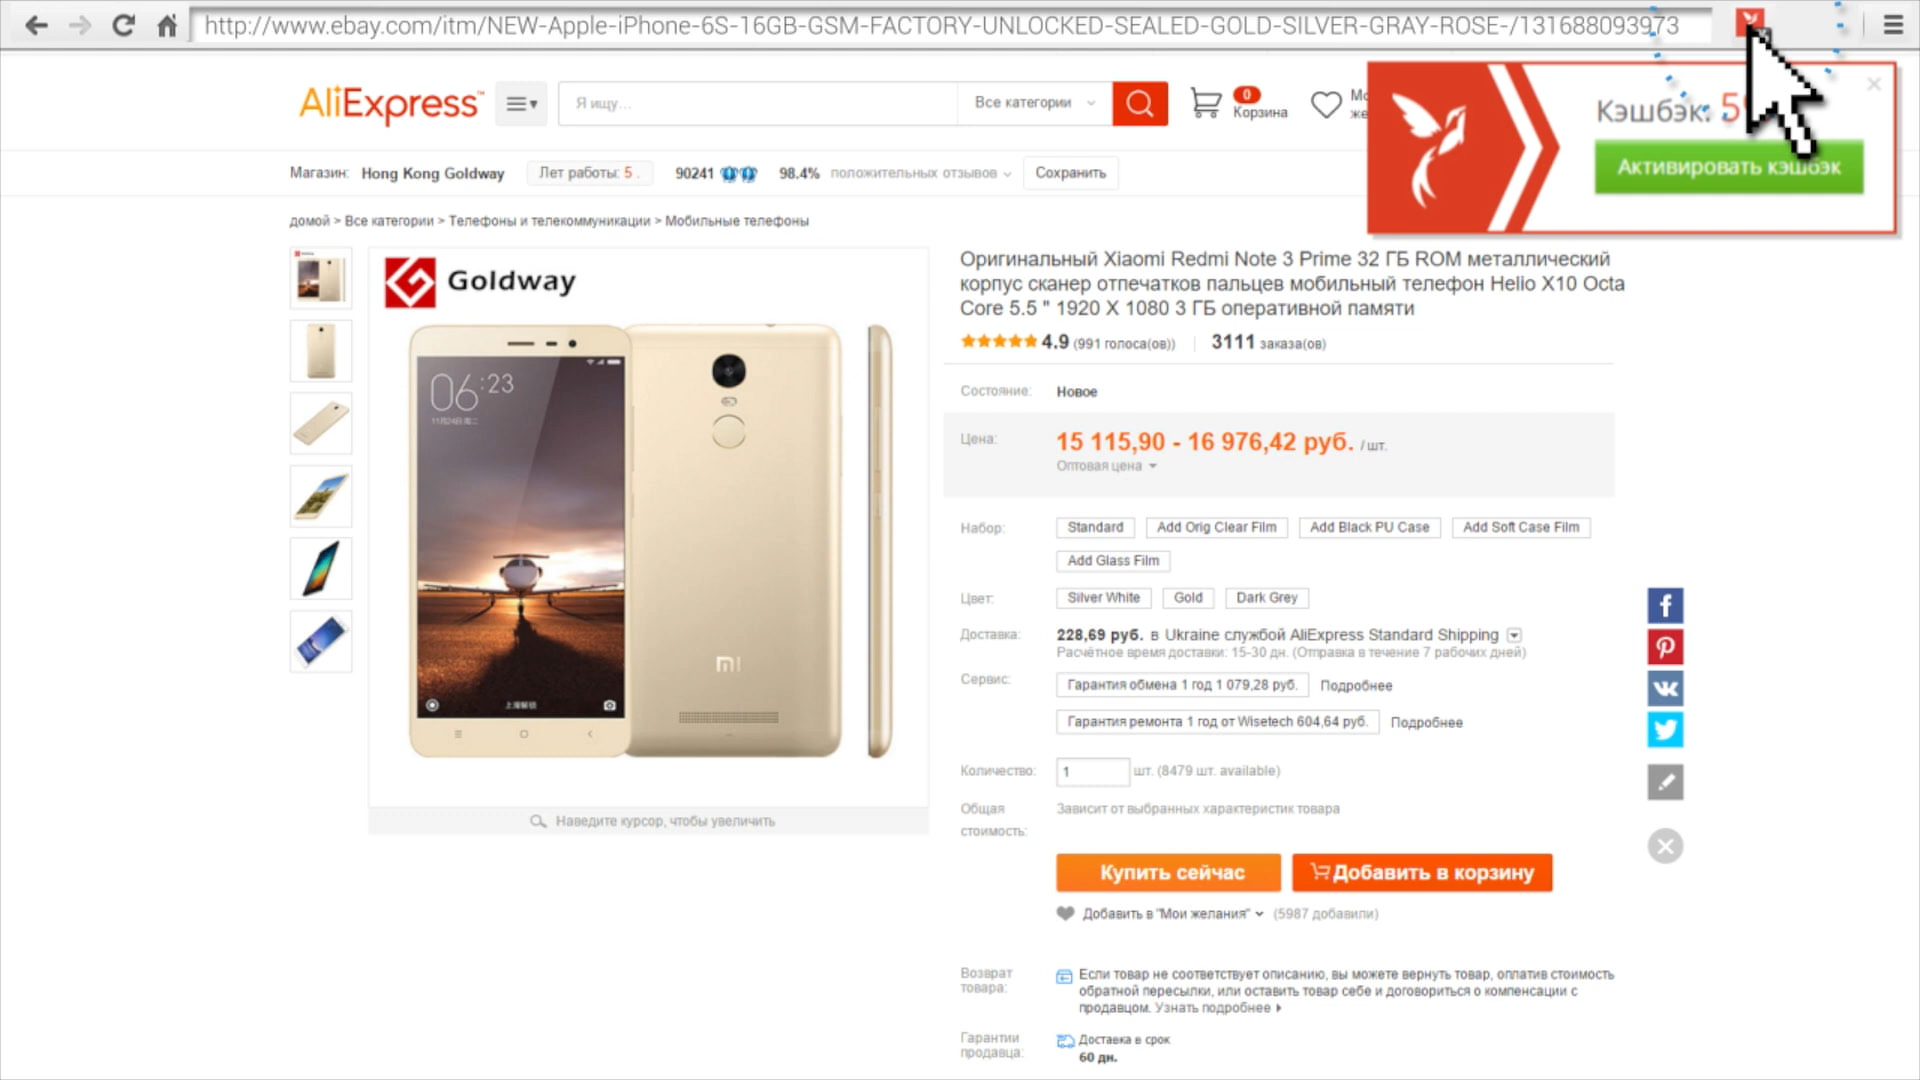 http://www.ebay.com/itm/NEW-Apple-iPhone-6S-16GB-GSM-FACTORY-UNLOCKED-SEALED-GOLD-SILVER-GRAY-ROSE-/131688093973
AliExpress™
Я ищу...
Все категории
0
Корзина
Кэшбэк:
Активировать кэшбэк
Магазин: Hong Kong Goldway
Лет работы: 5 .
90241
98.4% положительных отзывов
Сохранить
домой > Все категории > Телефоны и телекоммуникации > Мобильные телефоны
Goldway
06:23
Наведите курсор, чтобы увеличить
Оригинальный Xiaomi Redmi Note 3 Prime 32 ГБ ROM металлический
корпус сканер отпечатков пальцев мобильный телефон Helio X10 Octa
Core 5.5 " 1920 X 1080 3 ГБ оперативной памяти
4.9 (991 голоса(ов)) 3111 заказа(ов)
Состояние: Новое
Цена: 15 115,90 - 16 976,42 руб. / шт.
Оптовая цена
Набор: Standard Add Orig Clear Film Add Black PU Case Add Soft Case Film
Add Glass Film
Цвет: Silver White Gold Dark Grey
Доставка: 228,69 руб. в Ukraine службой AliExpress Standard Shipping
Расчётное время доставки: 15-30 дн. (Отправка в течение 7 рабочих дней)
Сервис: Гарантия обмена 1 год 1 079,28 руб. Подробнее
Гарантия ремонта 1 год от Wisetech 604,64 руб. Подробнее
Количество: 1 шт. (8479 шт. available)
Общая стоимость: Зависит от выбранных характеристик товара
Купить сейчас
Добавить в корзину
Добавить в "Мои желания" (5987 добавили)
Возврат товара: Если товар не соответствует описанию, вы можете вернуть товар, оплатив стоимость
обратной пересылки, или оставить товар себе и договориться о компенсации с
продавцом. Узнать подробнее
Гарантии продавца: Доставка в срок
60 дн.